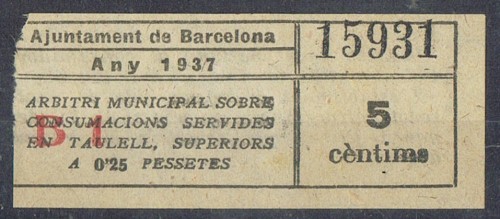 Ajuntament de Barcelona
Any 1937
15931
ARBITRI MUNICIPAL SOBRE
CONSUMACIONS SERVIDES
EN TAULELL, SUPERIORS
A 0'25 PESSETES
B 1
5
cèntims